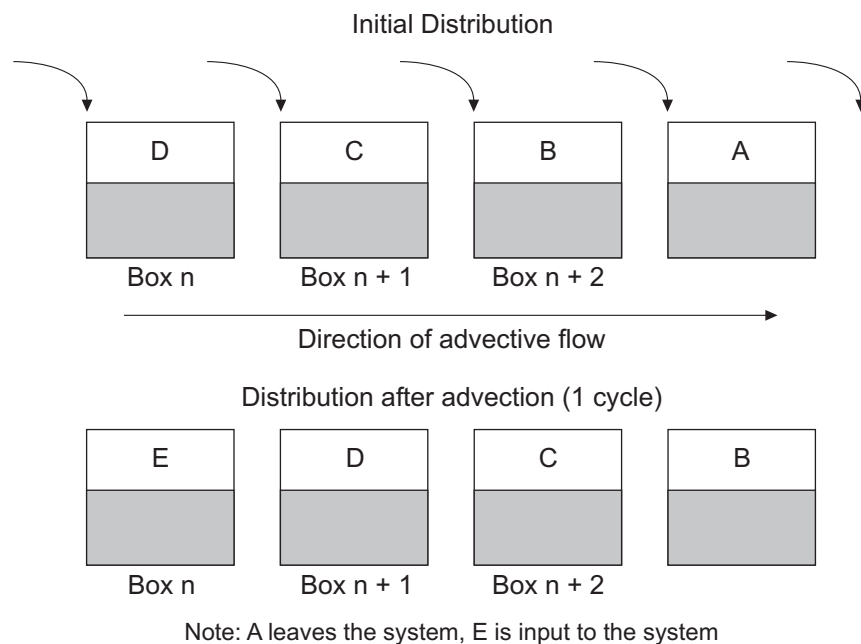 Initial Distribution
D C B A
Box n Box n + 1 Box n + 2
Direction of advective flow
Distribution after advection (1 cycle)
E D C B
Box n Box n + 1 Box n + 2
Note: A leaves the system, E is input to the system